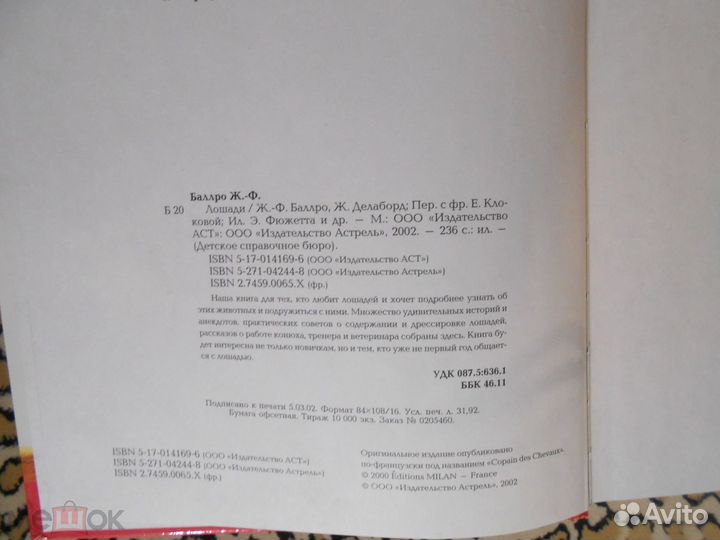 Баллро Ж.-Ф.
Б 20 Лошади / Ж.-Ф. Баллро, Ж. Делаборд; Пер. с фр. Е. Кло-
ковой; Ил. Э. Фюжетта и др. — М.: ООО «Издательство
АСТ»: ООО «Издательство Астрель», 2002. — 236 с.: ил. —
(Детское справочное бюро).
ISBN 5-17-014169-6 (ООО «Издательство АСТ»)
ISBN 5-271-04244-8 (ООО «Издательство Астрель»)
ISBN 2.7459.0065.X (фр.)
Наша книга для тех, кто любит лошадей и хочет подробнее узнать об
этих животных и подружиться с ними. Множество удивительных историй и
анекдотов, практических советов о содержании и дрессировке лошадей,
рассказов о работе конюха, тренера и ветеринара собраны здесь. Книга бу-
дет интересна не только новичкам, но и тем, кто уже не первый год общает-
ся с лошадью.
УДК 087.5:636.1
ББК 46.11
Подписано к печати 5.03.02. Формат 84×108/16. Усл. печ. л. 31,92.
Бумага офсетная. Тираж 10 000 экз. Заказ № 0205460.
ISBN 5-17-014169-6 (ООО «Издательство АСТ»)
ISBN 5-271-04244-8 (ООО «Издательство Астрель»)
ISBN 2.7459.0065.X (фр.)
Оригинальное издание опубликовано
по-французски под названием «Copain des Chevaux».
© 2000 Éditions MILAN — France
© ООО «Издательство Астрель», 2002
ешок
Avito